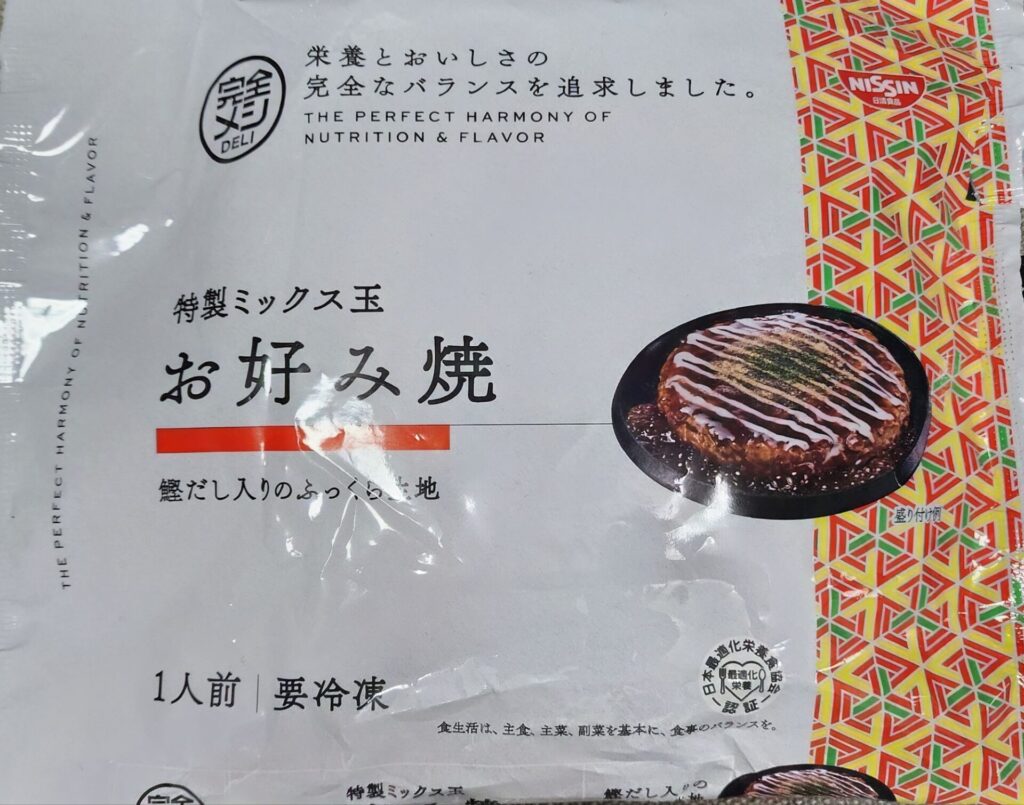 完全メシ
DELI
栄養とおいしさの
完全なバランスを追求しました。
THE PERFECT HARMONY OF
NUTRITION & FLAVOR
NISSIN
日清食品
THE PERFECT HARMONY OF NUTRITION & FLAVOR
特製ミックス玉
お好み焼
鰹だし入りのふっくら生地
盛り付け例
1人前 | 要冷凍
日本最適化栄養食協会
最適化
栄養
認証
食生活は、主食、主菜、副菜を基本に、食事のバランスを。
完全
特製ミックス玉
鰹だし入りの